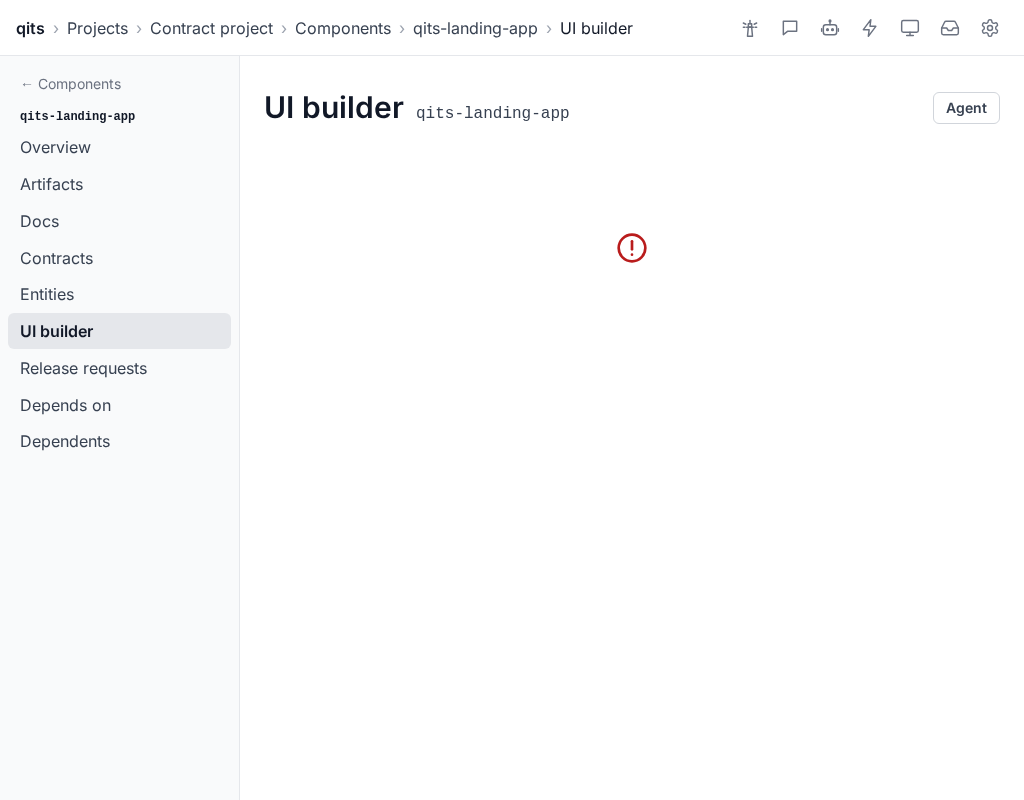 qits › Projects › Contract project › Components › qits-landing-app › UI builder
← Components
qits-landing-app
Overview
Artifacts
Docs
Contracts
Entities
UI builder
Release requests
Depends on
Dependents
UI builder qits-landing-app
Agent